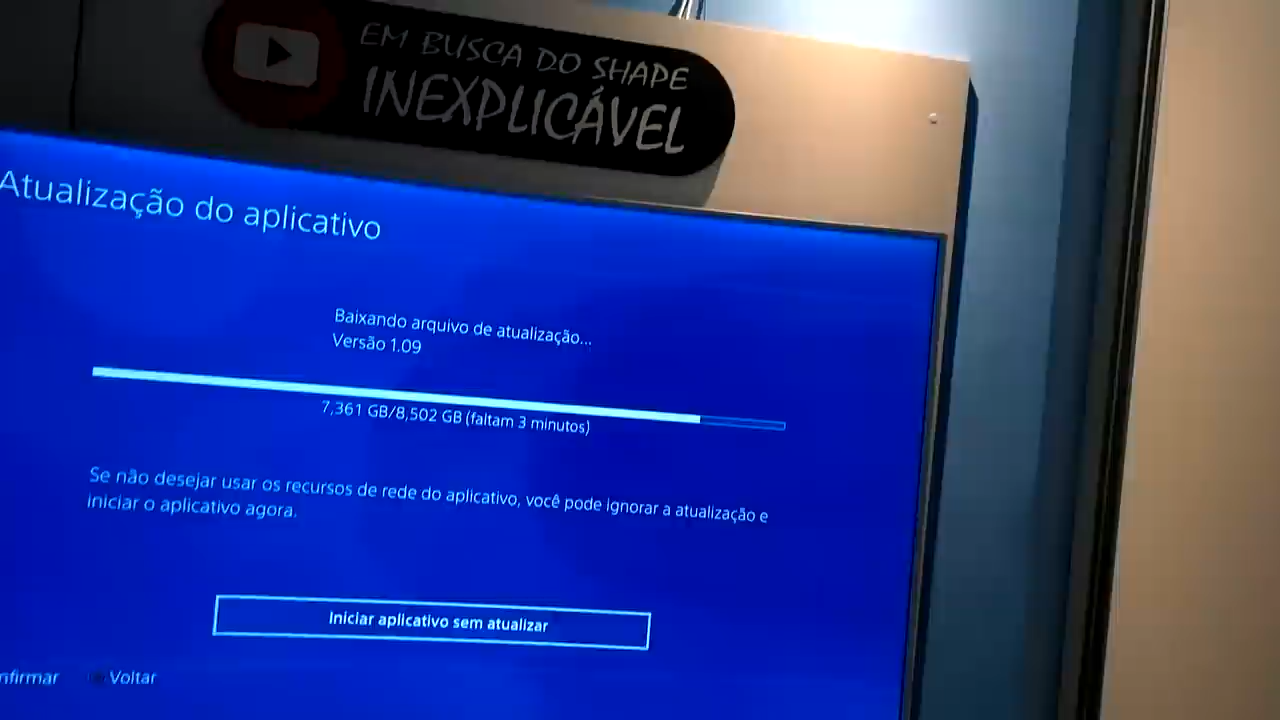 EM BUSCA DO SHAPE
INEXPLICÁVEL
Atualização do aplicativo
Baixando arquivo de atualização...
Versão 1.09
7,361 GB/8,502 GB (faltam 3 minutos)
Se não desejar usar os recursos de rede do aplicativo, você pode ignorar a atualização e
iniciar o aplicativo agora.
Iniciar aplicativo sem atualizar
nfirmar Voltar